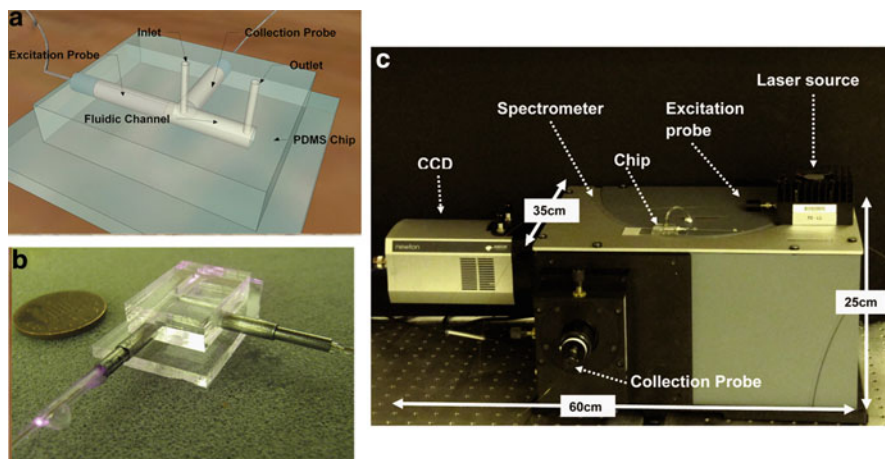 a
Inlet
Collection Probe
Excitation Probe
Outlet
Fluidic Channel
PDMS Chip
b
c
Laser source
Spectrometer
Excitation
probe
Chip
CCD
35cm
newton
25cm
Collection Probe
60cm